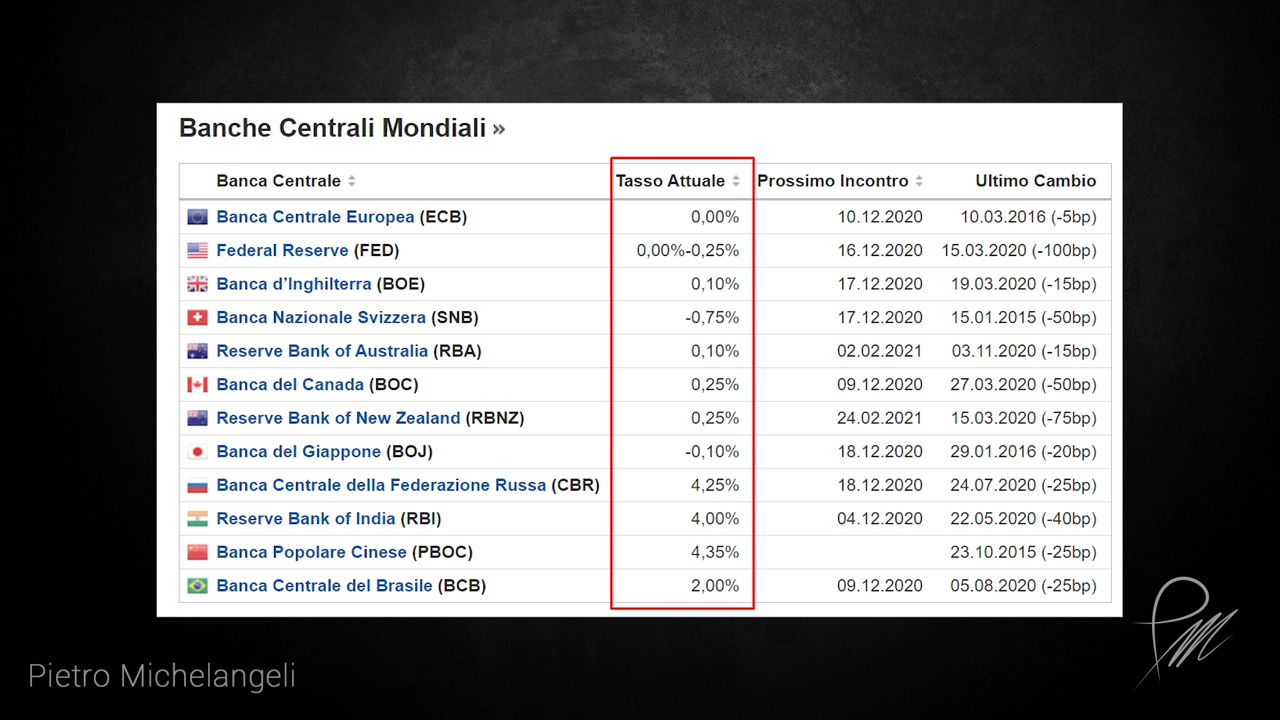 Banche Centrali Mondiali »
Banca Centrale Tasso Attuale Prossimo Incontro Ultimo Cambio
Banca Centrale Europea (ECB) 0,00% 10.12.2020 10.03.2016 (-5bp)
Federal Reserve (FED) 0,00%-0,25% 16.12.2020 15.03.2020 (-100bp)
Banca d'Inghilterra (BOE) 0,10% 17.12.2020 19.03.2020 (-15bp)
Banca Nazionale Svizzera (SNB) -0,75% 17.12.2020 15.01.2015 (-50bp)
Reserve Bank of Australia (RBA) 0,10% 02.02.2021 03.11.2020 (-15bp)
Banca del Canada (BOC) 0,25% 09.12.2020 27.03.2020 (-50bp)
Reserve Bank of New Zealand (RBNZ) 0,25% 24.02.2021 15.03.2020 (-75bp)
Banca del Giappone (BOJ) -0,10% 18.12.2020 29.01.2016 (-20bp)
Banca Centrale della Federazione Russa (CBR) 4,25% 18.12.2020 24.07.2020 (-25bp)
Reserve Bank of India (RBI) 4,00% 04.12.2020 22.05.2020 (-40bp)
Banca Popolare Cinese (PBOC) 4,35% 23.10.2015 (-25bp)
Banca Centrale del Brasile (BCB) 2,00% 09.12.2020 05.08.2020 (-25bp)
Pietro Michelangeli
PM